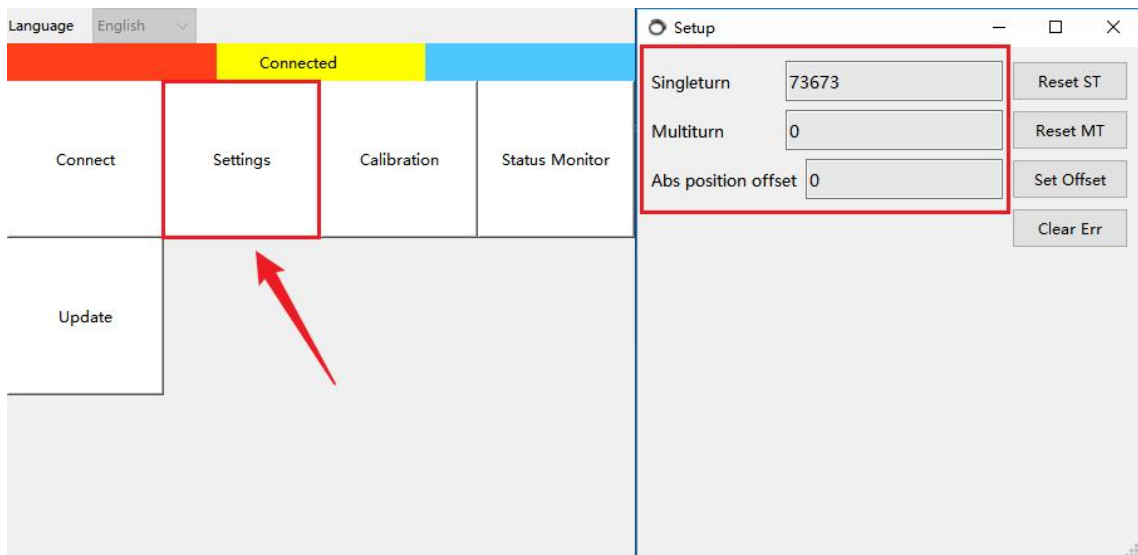 Language English
Connected
Connect Settings Calibration Status Monitor
Update
Setup
Singleturn 73673 Reset ST
Multiturn 0 Reset MT
Abs position offset 0 Set Offset
Clear Err